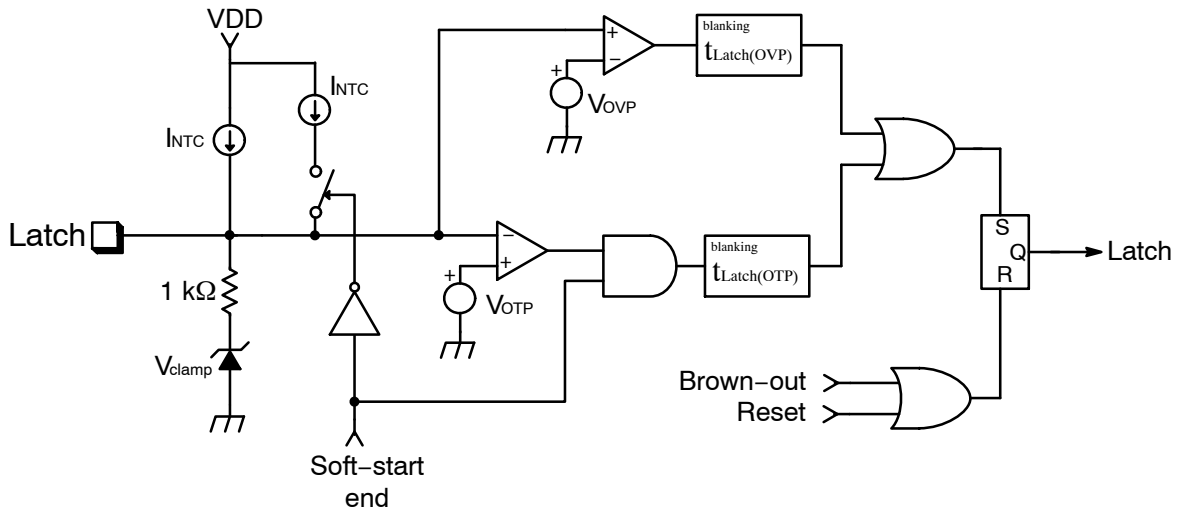 VDD
INTC
INTC
Latch
1 kΩ
Vclamp
Soft−start
end
+
−
+
VOVP
blanking
tLatch(OVP)
−
+
+
VOTP
blanking
tLatch(OTP)
S
Q
R
Latch
Brown−out
Reset